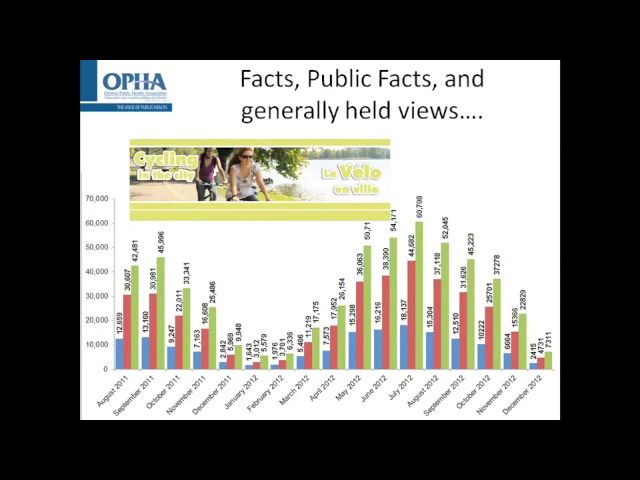 OPHA
Ontario Public Health Association
THE VOICE OF PUBLIC HEALTH
Facts, Public Facts, and
generally held views....
Cycling
in the city
Le Vélo
en ville
70,000
60,000
50,000
40,000
30,000
20,000
10,000
0
12,659 30,607 42,481
13,160 30,981 45,996
9,247 22,011 33,341
7,163 16,608 25,486
2,842 5,969 9,948
1,643 3,012 5,579
1,976 3,701 6,336
5,406 11,219 17,175
7,573 17,952 26,154
15,298 36,063 50,71
16,216 38,390 54,171
18,137 44,682 60,708
15,304 37,118 52,045
12,510 31,626 45,223
10222 25701 37278
6664 15366 22829
2415 4731 7311
August 2011
September 2011
October 2011
November 2011
December 2011
January 2012
February 2012
March 2012
April 2012
May 2012
June 2012
July 2012
August 2012
September 2012
October 2012
November 2012
December 2012